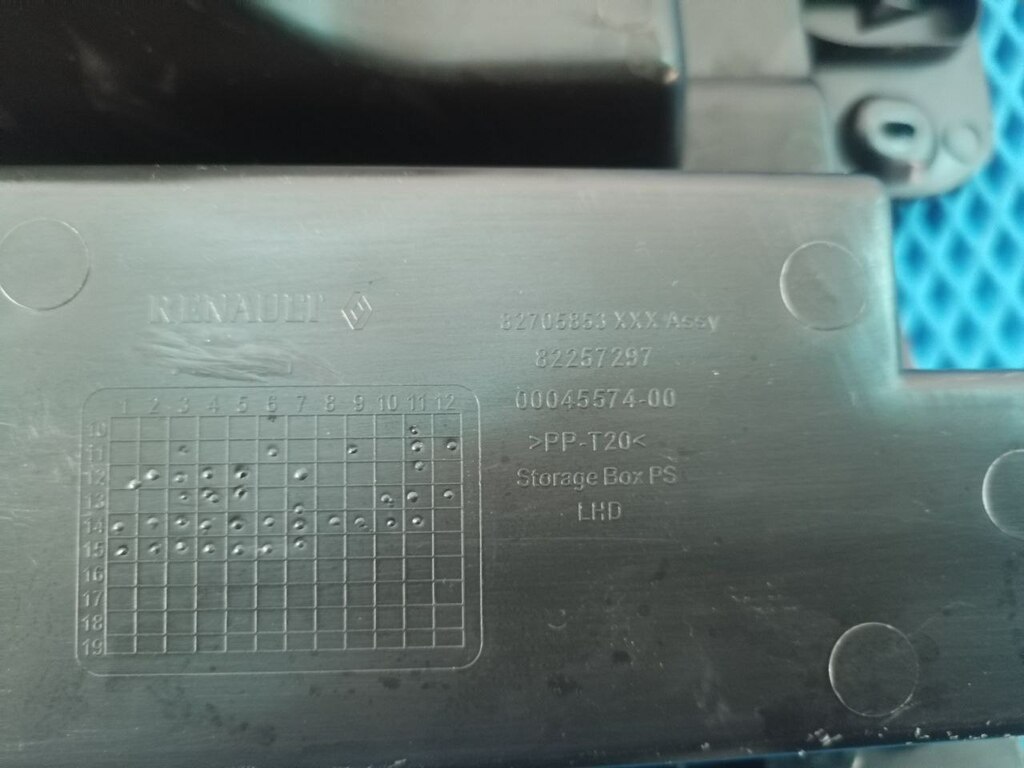 RENAULT
82705853 XXX Assy
82257297
00045574-00
>PP-T20<
Storage Box PS
LHD
1 2 3 4 5 6 7 8 9 10 11 12
10
11
12
13
14
15
16
17
18
19